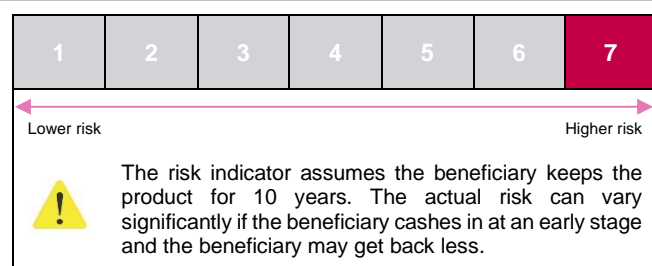 1 2 3 4 5 6 7
Lower risk Higher risk
The risk indicator assumes the beneficiary keeps the
product for 10 years. The actual risk can vary
significantly if the beneficiary cashes in at an early stage
and the beneficiary may get back less.